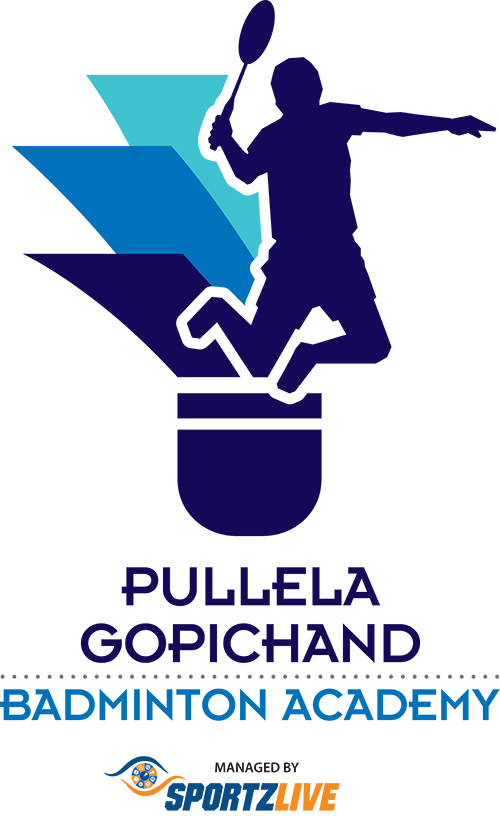 PULLELA
GOPICHAND
BADMINTON ACADEMY
MANAGED BY
SPORTZLIVE